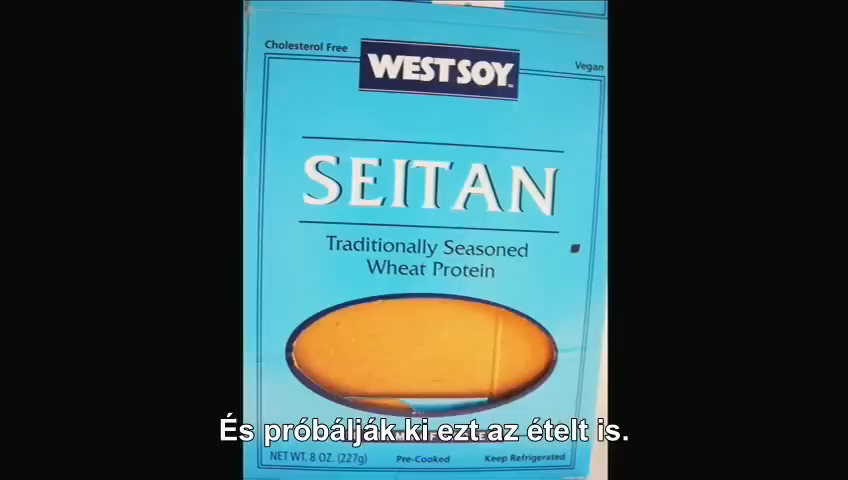 Cholesterol Free
WESTSOY
Vegan
SEITAN
Traditionally Seasoned
Wheat Protein
És próbálják ki ezt az ételt is.
NET WT. 8 OZ. (227g)
Pre-Cooked
Keep Refrigerated